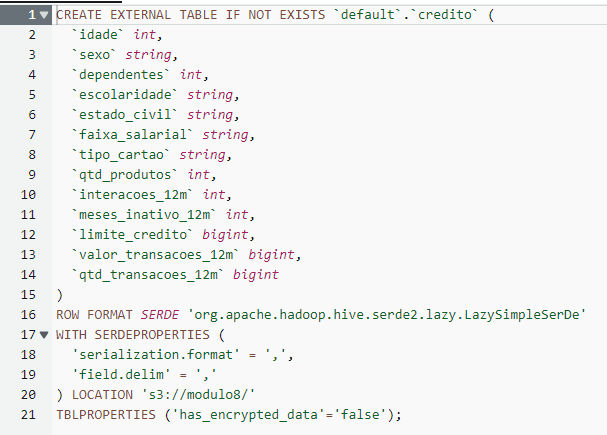 1 CREATE EXTERNAL TABLE IF NOT EXISTS `default`.`credito` (
2 `idade` int,
3 `sexo` string,
4 `dependentes` int,
5 `escolaridade` string,
6 `estado_civil` string,
7 `faixa_salarial` string,
8 `tipo_cartao` string,
9 `qtd_produtos` int,
10 `interacoes_12m` int,
11 `meses_inativo_12m` int,
12 `limite_credito` bigint,
13 `valor_transacoes_12m` bigint,
14 `qtd_transacoes_12m` bigint
15 )
16 ROW FORMAT SERDE 'org.apache.hadoop.hive.serde2.lazy.LazySimpleSerDe'
17 WITH SERDEPROPERTIES (
18 'serialization.format' = ',',
19 'field.delim' = ','
20 ) LOCATION 's3://modulo8/'
21 TBLPROPERTIES ('has_encrypted_data'='false');